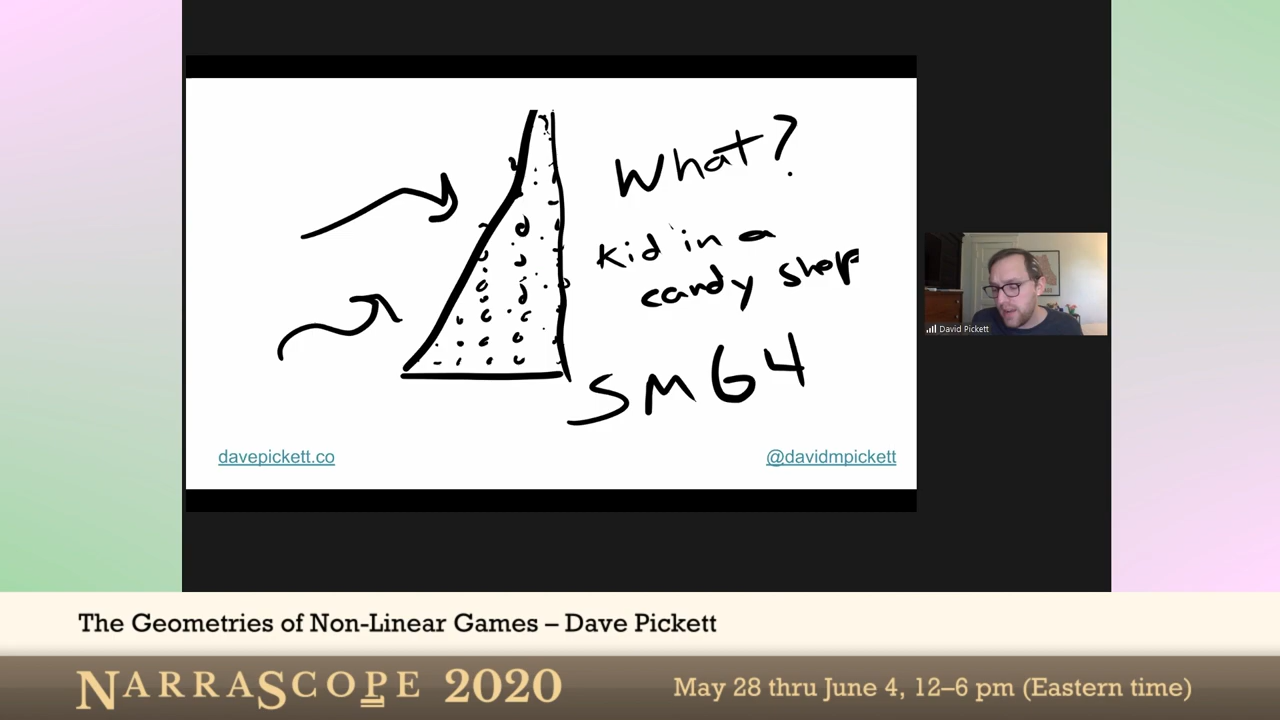 What?
kid in a
candy shop
SM64
davepickett.co
@davidmpickett
David Pickett
The Geometries of Non-Linear Games – Dave Pickett
NARRASCOPE 2020
May 28 thru June 4, 12–6 pm (Eastern time)